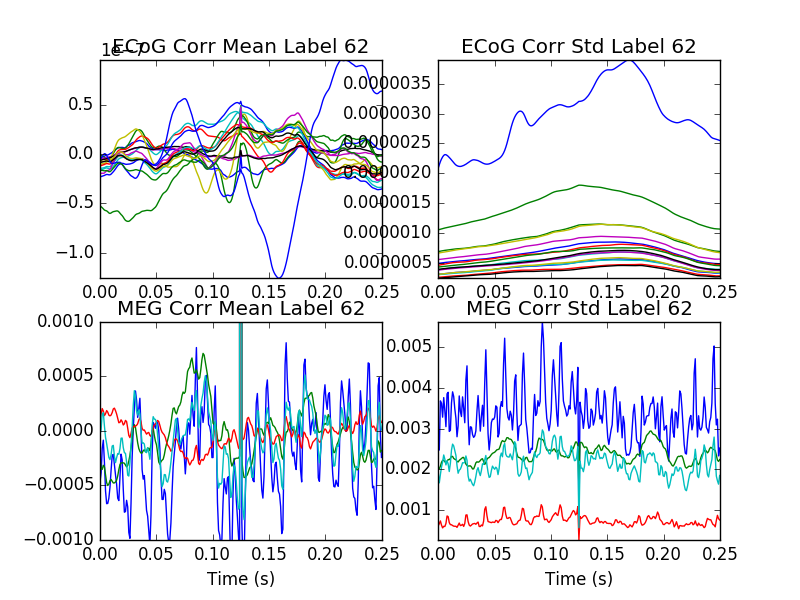 ECoG Corr Mean Label 62
1e−7
0.5
0.0
−0.5
−1.0
0.00 0.05 0.10 0.15 0.20 0.25
ECoG Corr Std Label 62
0.0000035
0.0000030
0.0000025
0.0000020
0.0000015
0.0000010
0.0000005
0.00 0.05 0.10 0.15 0.20 0.25
MEG Corr Mean Label 62
0.0010
0.0005
0.0000
−0.0005
−0.0010
0.00 0.05 0.10 0.15 0.20 0.25
Time (s)
MEG Corr Std Label 62
0.005
0.004
0.003
0.002
0.001
0.00 0.05 0.10 0.15 0.20 0.25
Time (s)